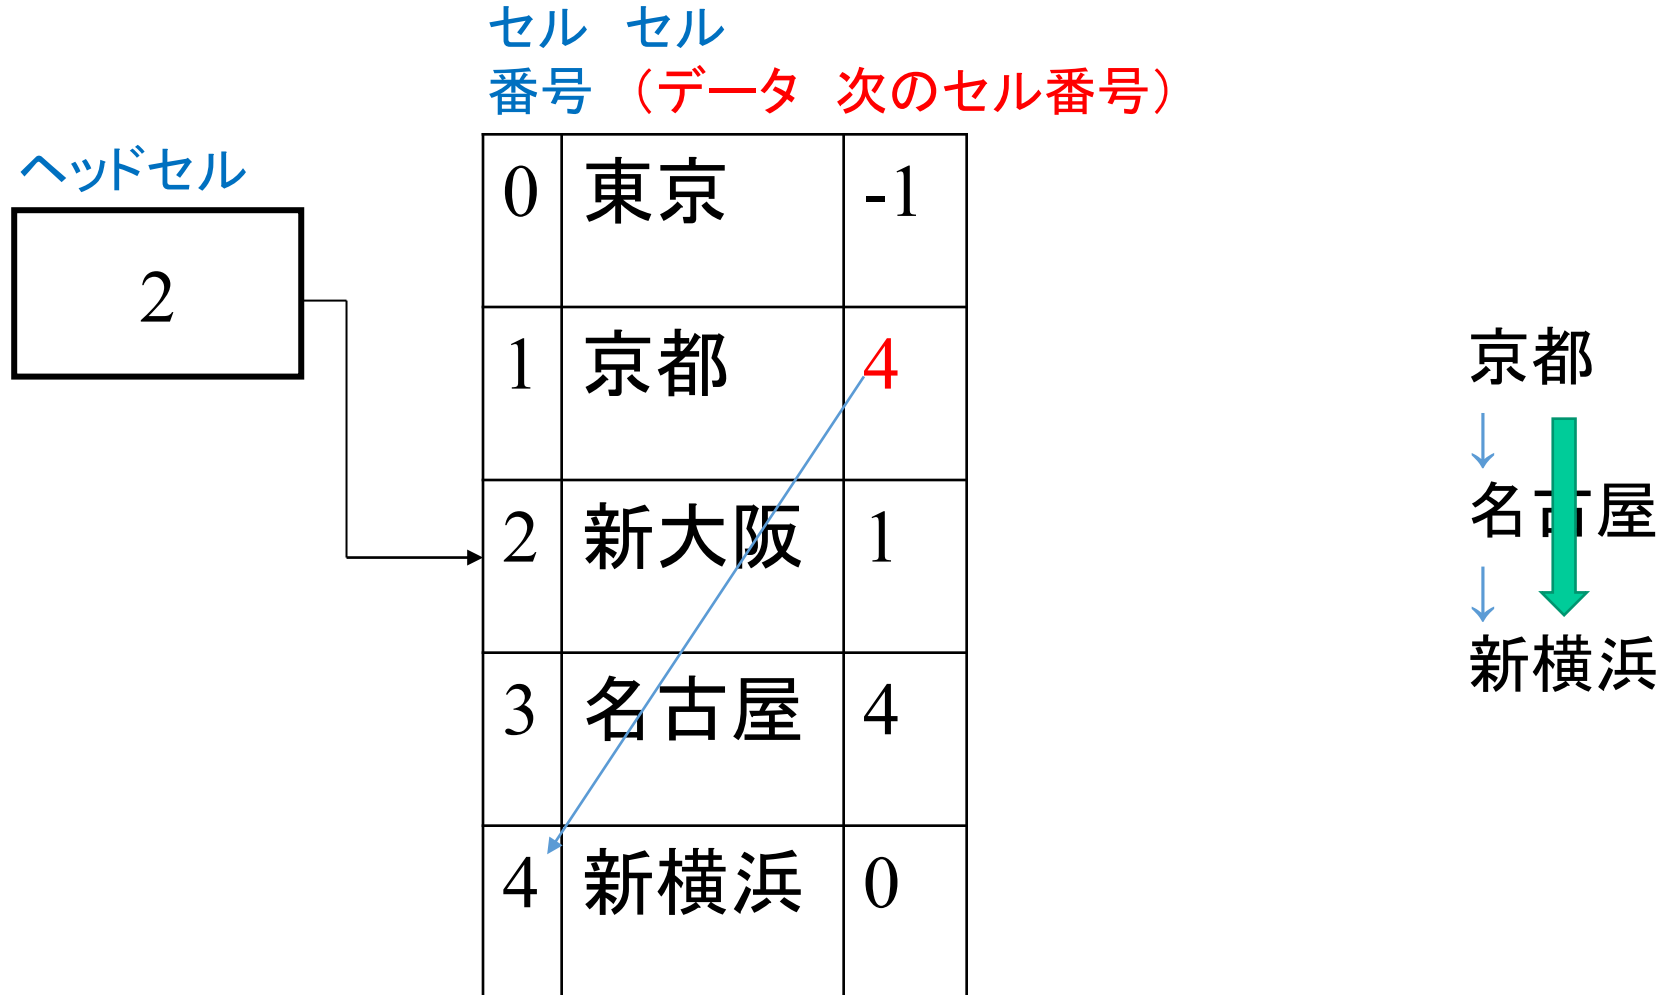 セル セル
番号 （データ 次のセル番号）
ヘッドセル
2
0 東京 -1
1 京都 4
2 新大阪 1
3 名古屋 4
4 新横浜 0
京都
↓
名古屋
↓
新横浜